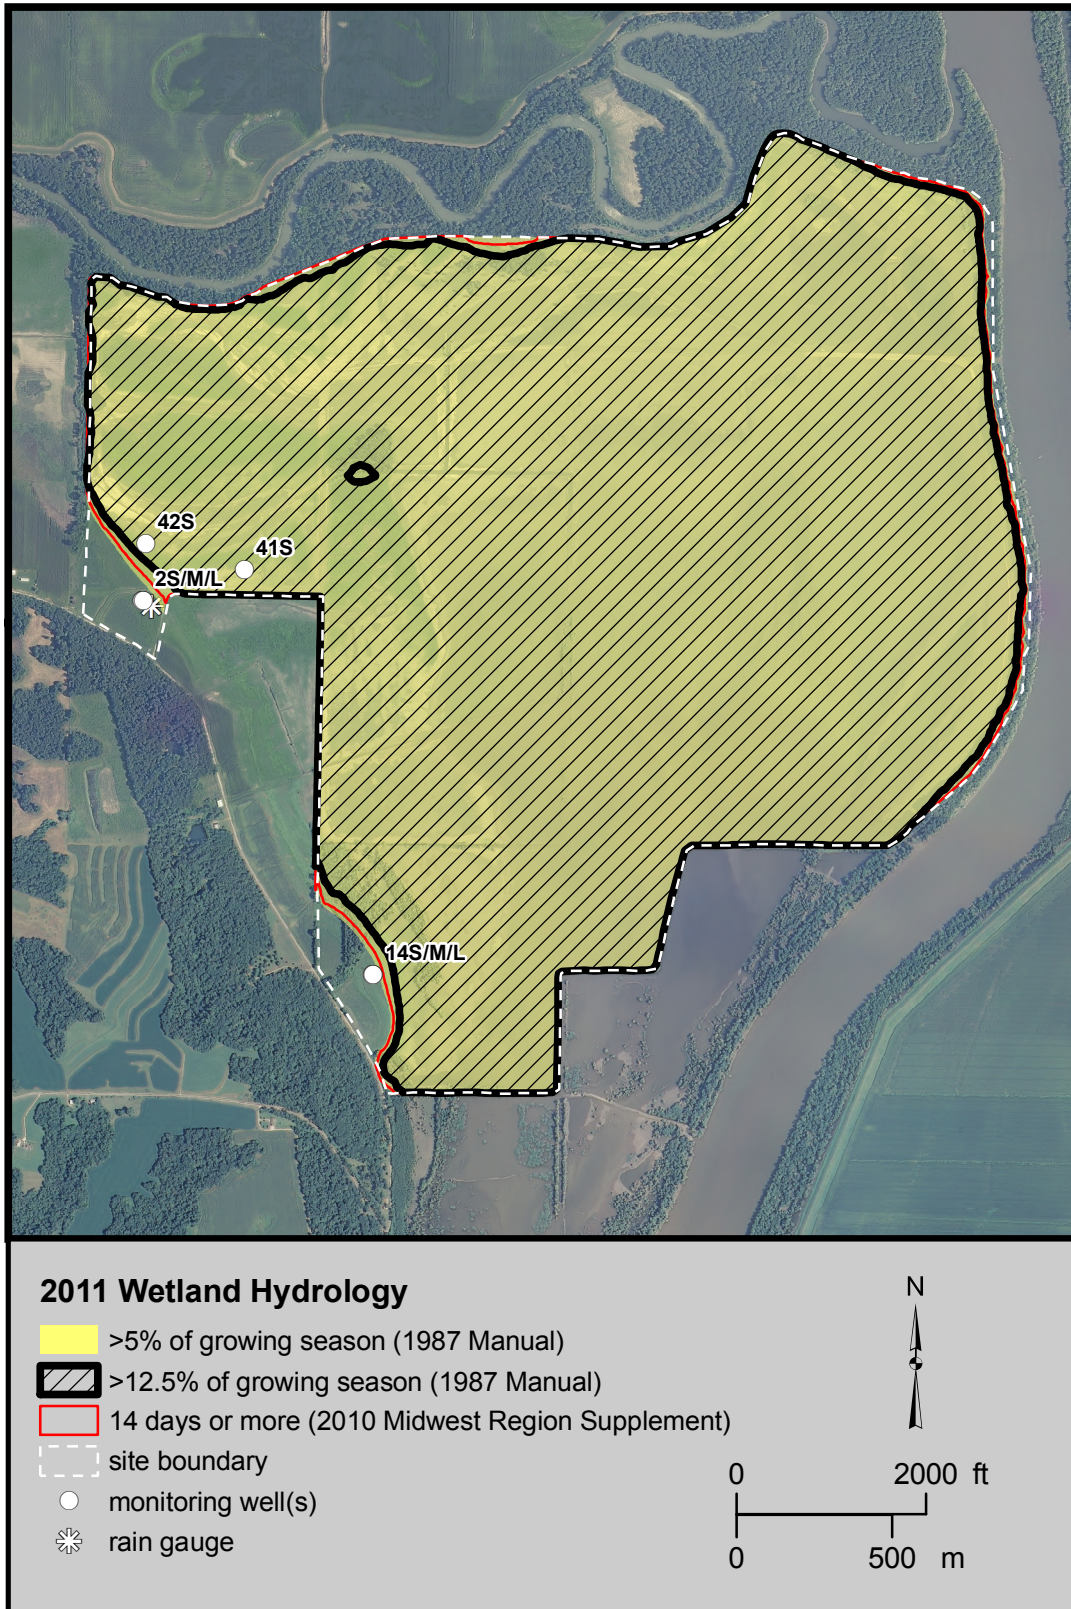 42S
41S
2S/M/L
14S/M/L
2011 Wetland Hydrology
>5% of growing season (1987 Manual)
>12.5% of growing season (1987 Manual)
14 days or more (2010 Midwest Region Supplement)
site boundary
monitoring well(s)
rain gauge
N
0 2000 ft
0 500 m